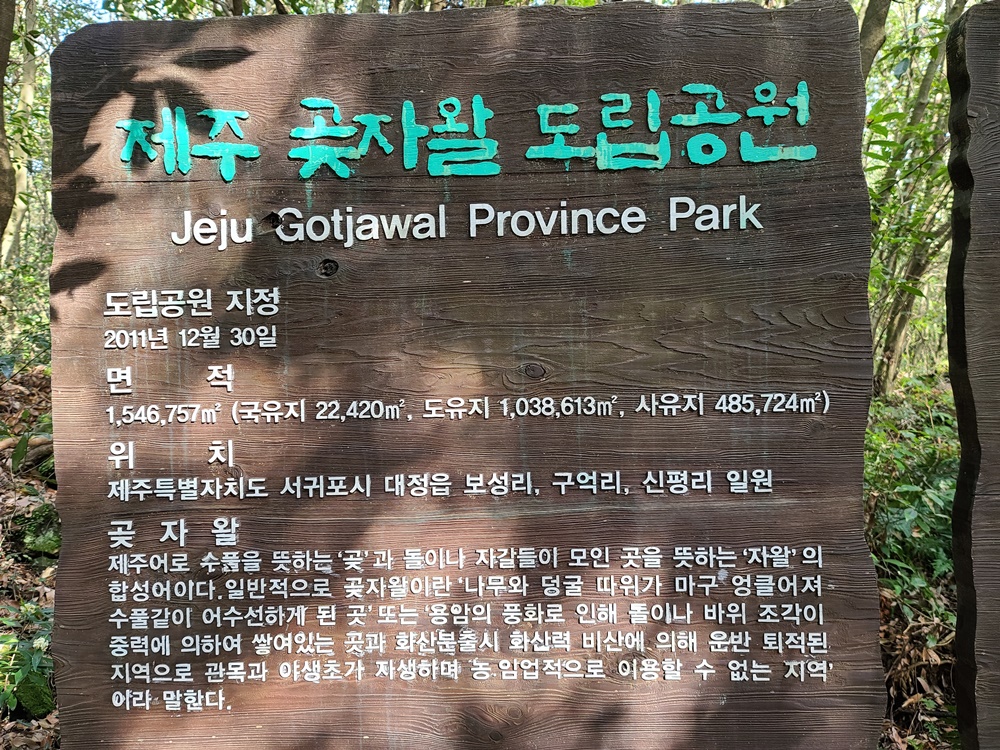 제주 곶자왈 도립공원
Jeju Gotjawal Province Park
도립공원 지정
2011년 12월 30일
면 적
1,546,757㎡ (국유지 22,420㎡, 도유지 1,038,613㎡, 사유지 485,724㎡)
위 치
제주특별자치도 서귀포시 대정읍 보성리, 구억리, 신평리 일원
곶 자 왈
제주어로 수풀을 뜻하는 ‘곶’과 돌이나 자갈들이 모인 곳을 뜻하는 ‘자왈’의
합성어이다.일반적으로 곶자왈이란 ‘나무와 덩굴 따위가 마구 엉클어져
수풀같이 어수선하게 된 곳’ 또는 ‘용암의 풍화로 인해 돌이나 바위 조각이
중력에 의하여 쌓여있는 곳과 화산분출시 화산력 비산에 의해 운반 퇴적된
지역으로 관목과 야생초가 자생하며 농·임업적으로 이용할 수 없는 지역’
이라 말한다.